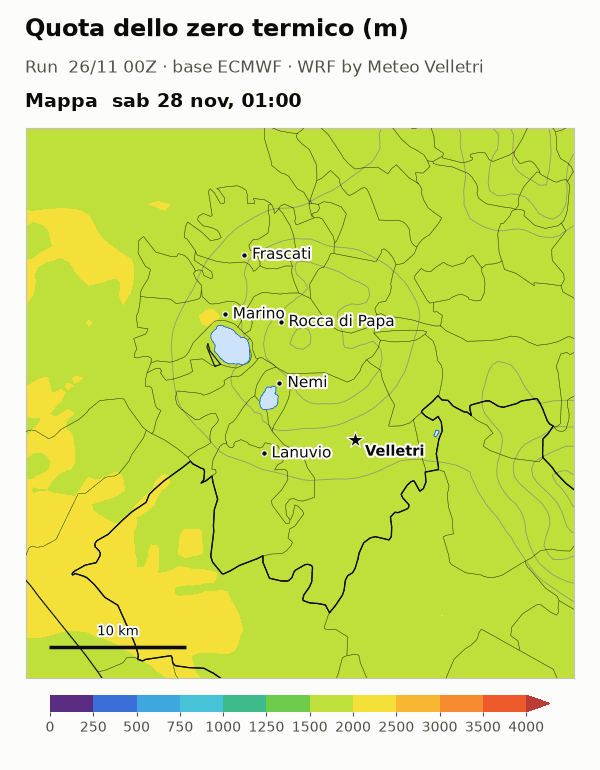 Quota dello zero termico (m)
Run  26/11 00Z · base ECMWF · WRF by Meteo Velletri
Mappa  sab 28 nov, 01:00
Frascati
Marino
Rocca di Papa
Nemi
Velletri
Lanuvio
10 km
0 250 500 750 1000 1250 1500 2000 2500 3000 3500 4000